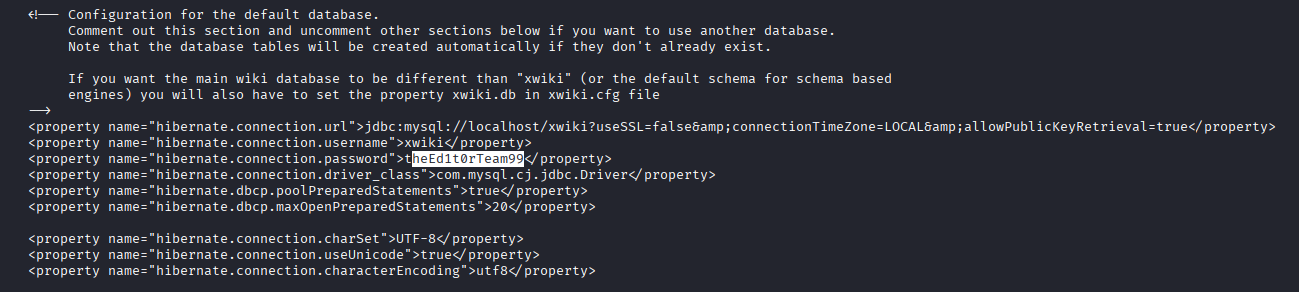 <!-- Configuration for the default database.
Comment out this section and uncomment other sections below if you want to use another database.
Note that the database tables will be created automatically if they don't already exist.
If you want the main wiki database to be different than "xwiki" (or the default schema for schema based
engines) you will also have to set the property xwiki.db in xwiki.cfg file
-->
<property name="hibernate.connection.url">jdbc:mysql://localhost/xwiki?useSSL=false&amp;connectionTimeZone=LOCAL&amp;allowPublicKeyRetrieval=true</property>
<property name="hibernate.connection.username">xwiki</property>
<property name="hibernate.connection.password">theEd1t0rTeam99</property>
<property name="hibernate.connection.driver_class">com.mysql.cj.jdbc.Driver</property>
<property name="hibernate.dbcp.poolPreparedStatements">true</property>
<property name="hibernate.dbcp.maxOpenPreparedStatements">20</property>
<property name="hibernate.connection.charSet">UTF-8</property>
<property name="hibernate.connection.useUnicode">true</property>
<property name="hibernate.connection.characterEncoding">utf8</property>